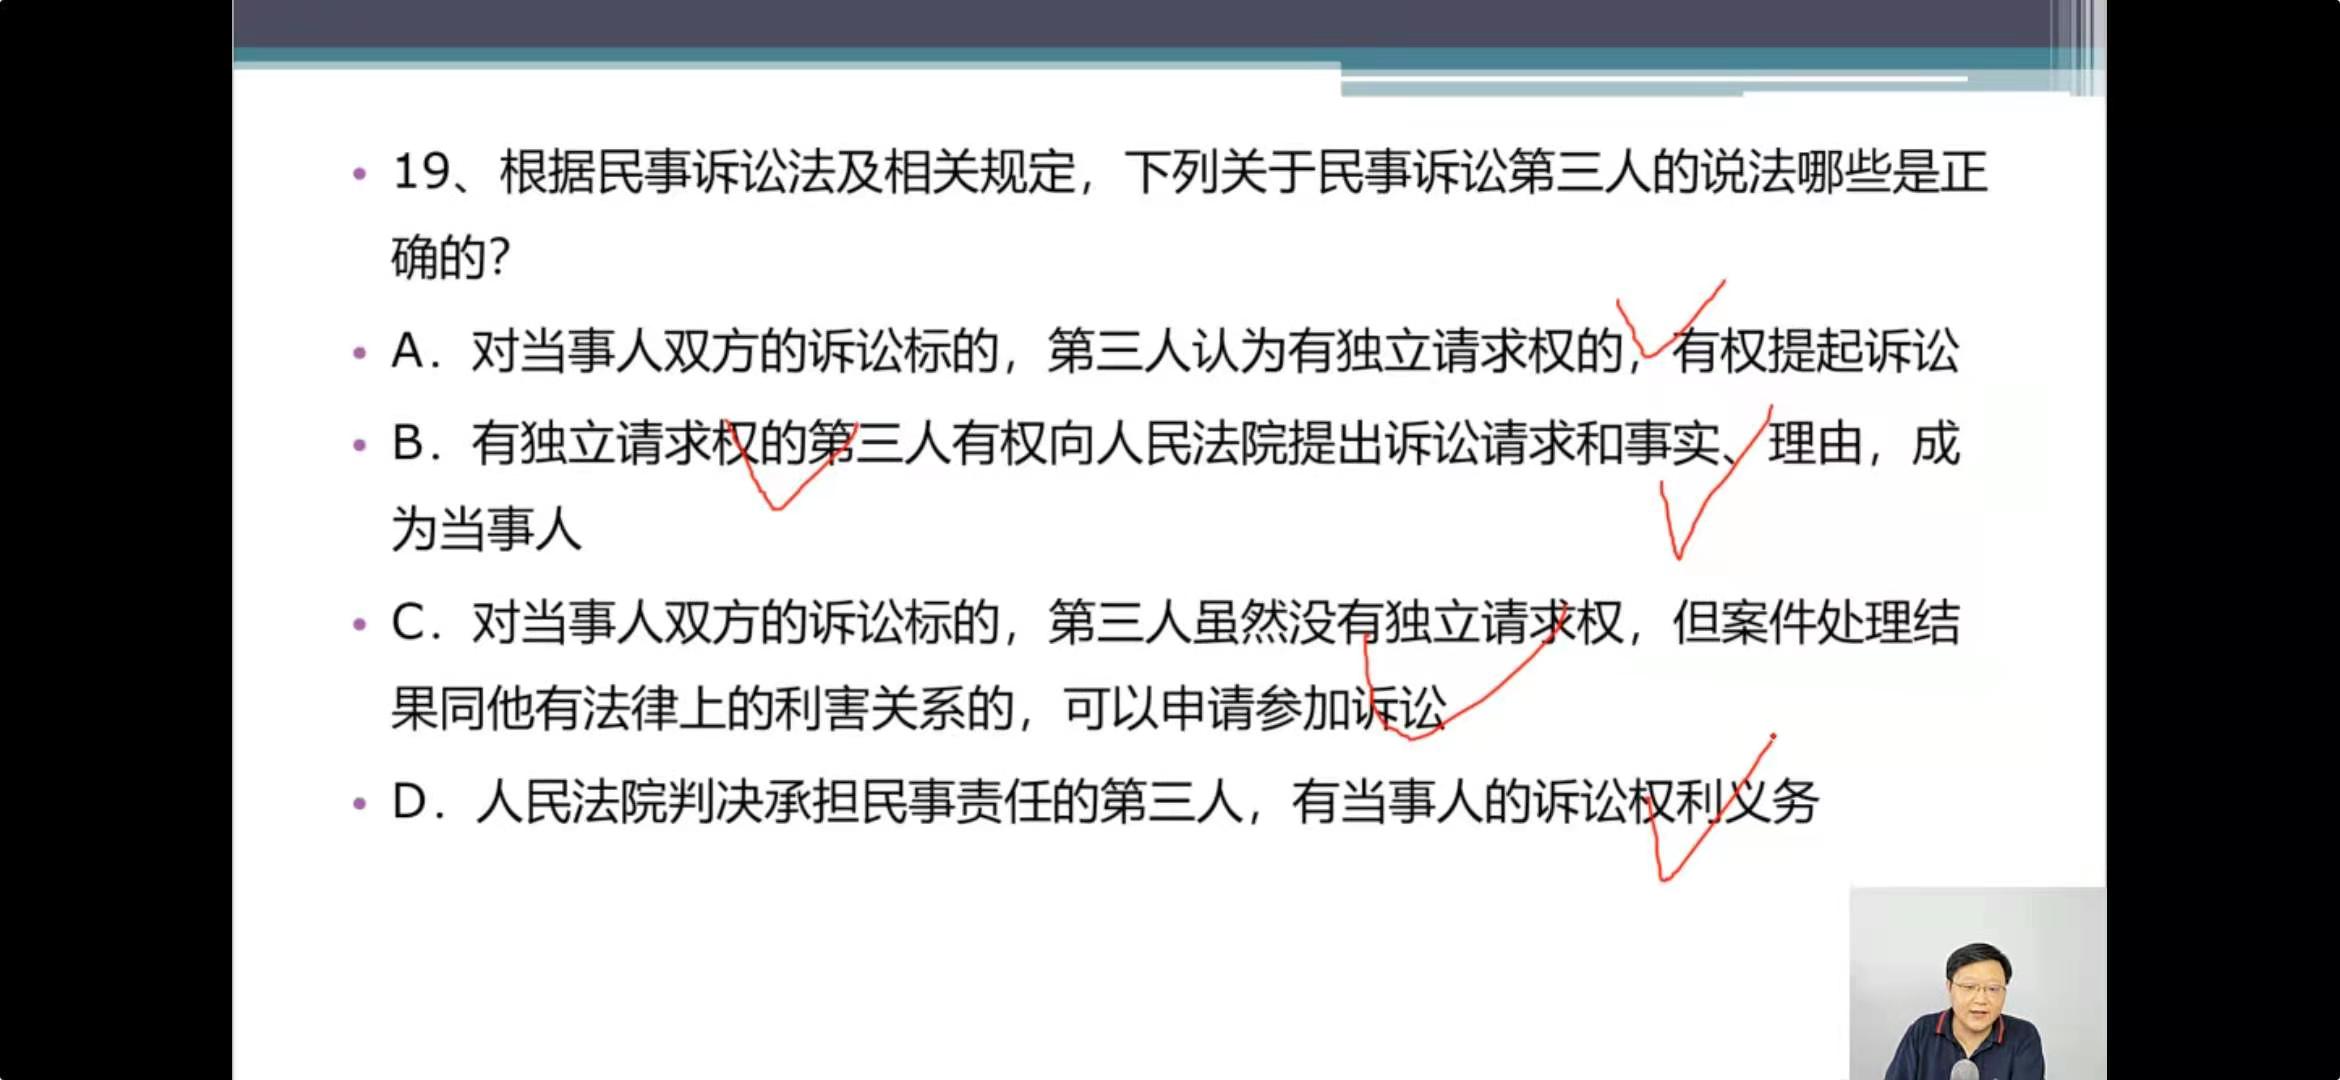 • 19、根据民事诉讼法及相关规定，下列关于民事诉讼第三人的说法哪些是正
确的？
• A．对当事人双方的诉讼标的，第三人认为有独立请求权的，有权提起诉讼
• B．有独立请求权的第三人有权向人民法院提出诉讼请求和事实、理由，成
为当事人
• C．对当事人双方的诉讼标的，第三人虽然没有独立请求权，但案件处理结
果同他有法律上的利害关系的，可以申请参加诉讼
• D．人民法院判决承担民事责任的第三人，有当事人的诉讼权利义务